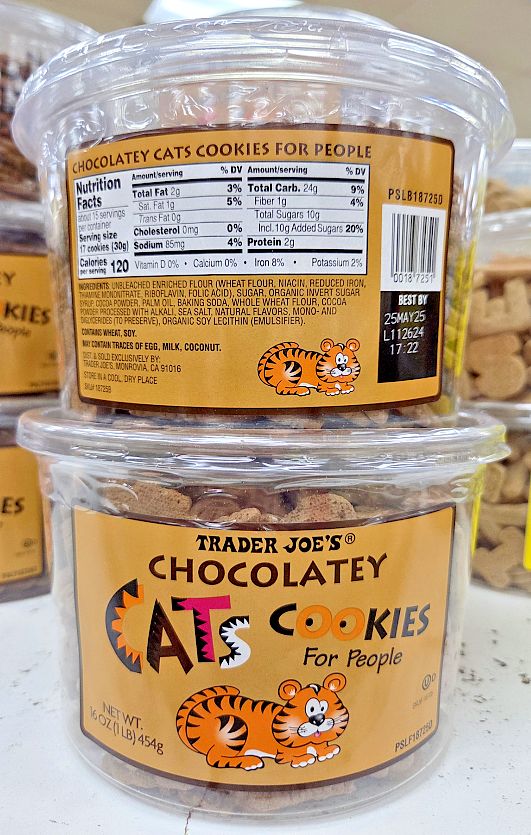 CHOCOLATEY CATS COOKIES FOR PEOPLE
Nutrition Facts
about 15 servings per container
Serving size
17 cookies (30g)
Calories per serving 120
Amount/serving % DV
Total Fat 2g 3%
Sat. Fat 1g 5%
Trans Fat 0g
Cholesterol 0mg 0%
Sodium 85mg 4%
Amount/serving % DV
Total Carb. 24g 9%
Fiber 1g 4%
Total Sugars 10g
Incl. 10g Added Sugars 20%
Protein 2g
Vitamin D 0% • Calcium 0% • Iron 8% • Potassium 2%
INGREDIENTS: UNBLEACHED ENRICHED FLOUR (WHEAT FLOUR, NIACIN, REDUCED IRON,
THIAMINE MONONITRATE, RIBOFLAVIN, FOLIC ACID), SUGAR, ORGANIC INVERT SUGAR
SYRUP, COCOA POWDER, PALM OIL, BAKING SODA, WHOLE WHEAT FLOUR, COCOA
POWDER PROCESSED WITH ALKALI, SEA SALT, NATURAL FLAVORS, MONO- AND
DIGLYCERIDES (TO PRESERVE), ORGANIC SOY LECITHIN (EMULSIFIER).
CONTAINS WHEAT, SOY.
MAY CONTAIN TRACES OF EGG, MILK, COCONUT.
DIST. & SOLD EXCLUSIVELY BY:
TRADER JOE'S, MONROVIA, CA 91016
STORE IN A COOL, DRY PLACE
SKU# 18725B
PSLB18725D
0018 7251
BEST BY
25MAY25
L112624
17:22
TRADER JOE'S®
CHOCOLATEY
CATS COOKIES
For People
NET WT.
16 OZ (1 LB) 454g
U D
PSLF18725D
EY
KIES
People
ES